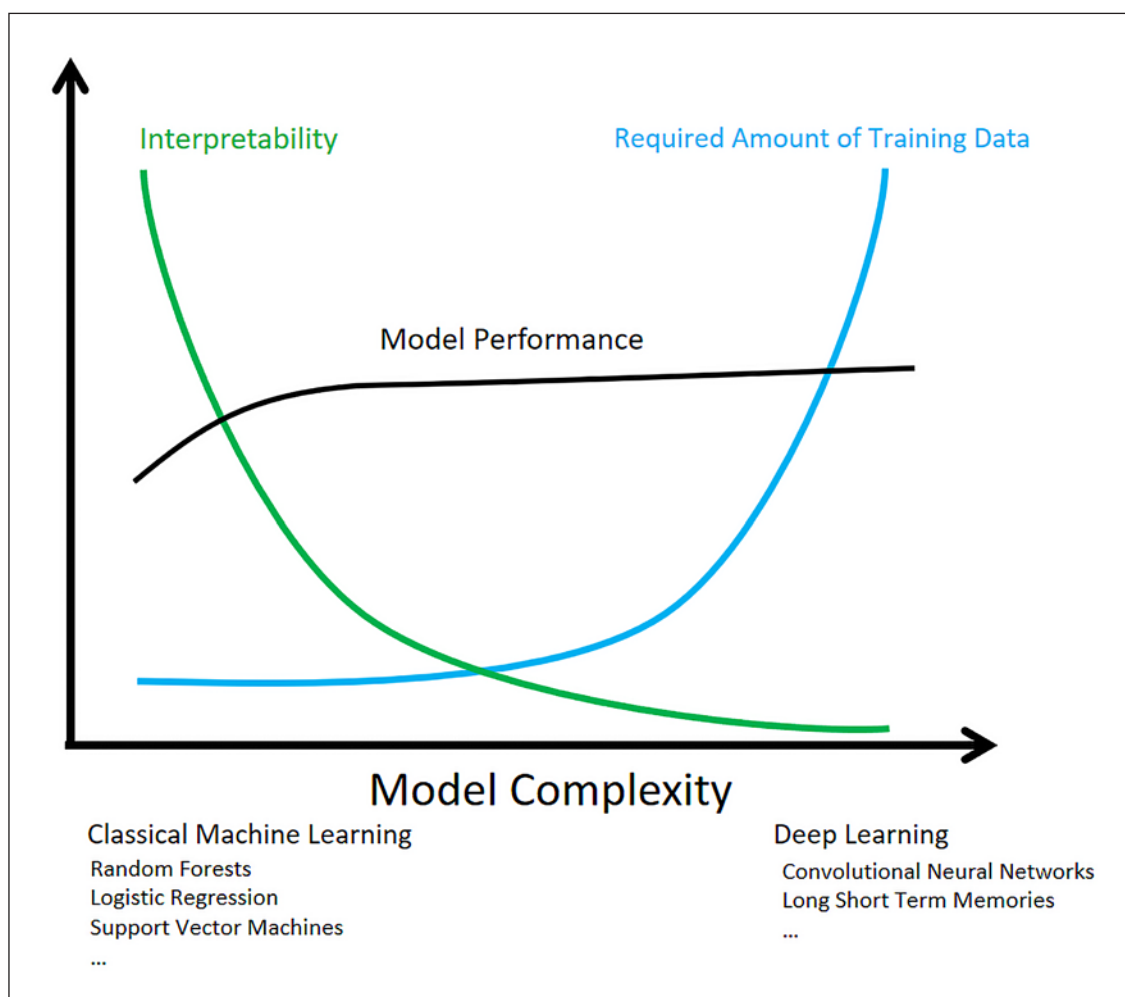 Interpretability
Required Amount of Training Data
Model Performance
Model Complexity
Classical Machine Learning
Random Forests
Logistic Regression
Support Vector Machines
...
Deep Learning
Convolutional Neural Networks
Long Short Term Memories
...